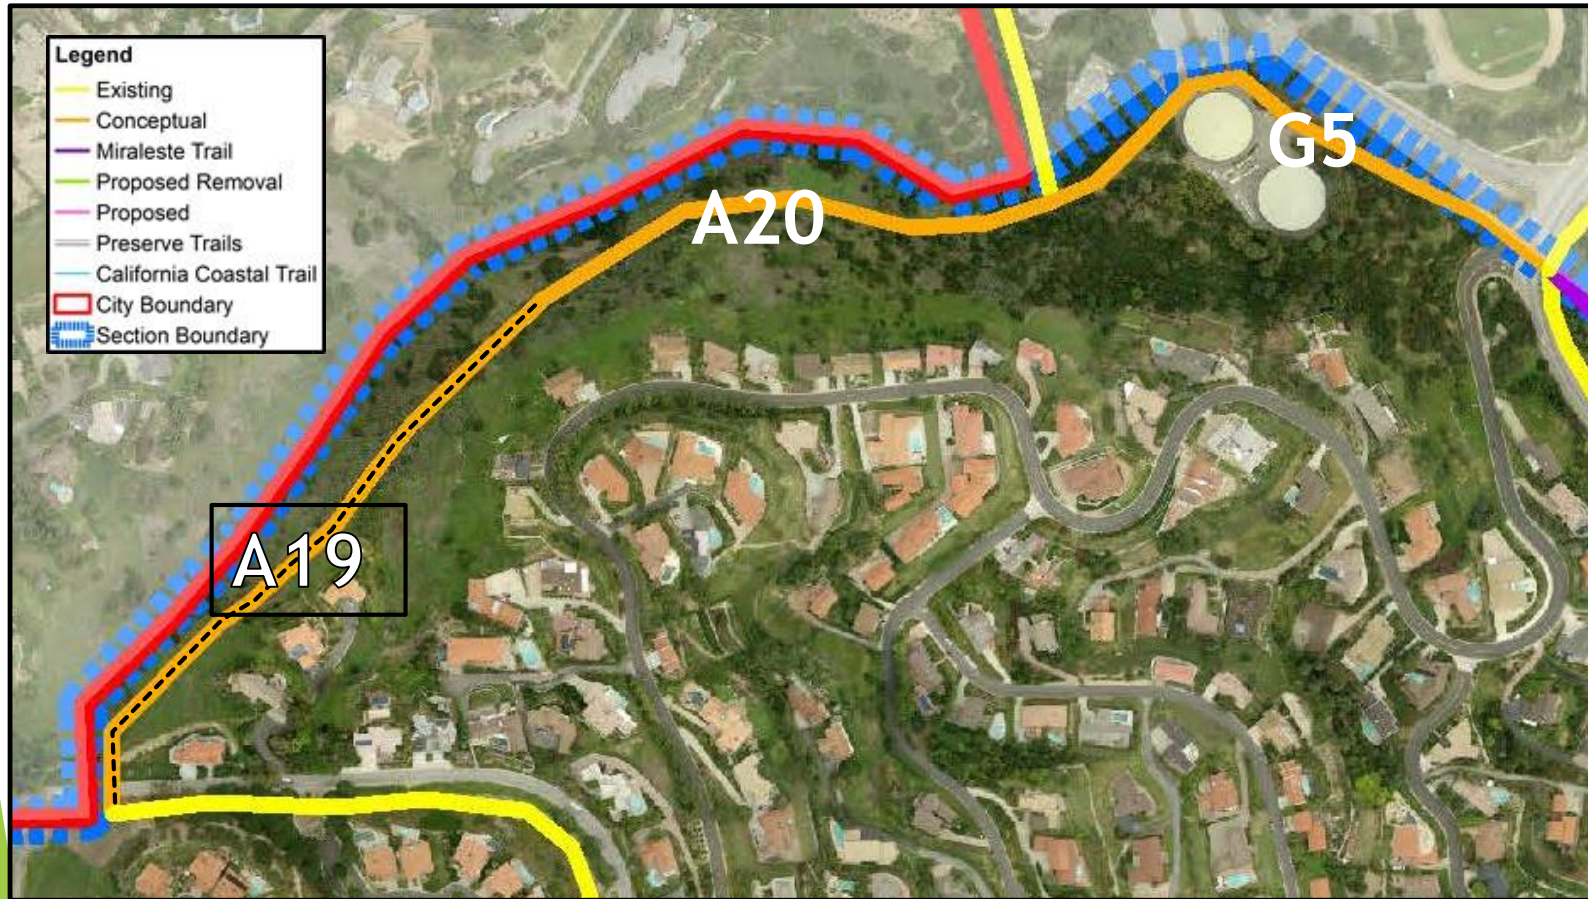 Legend
Existing
Conceptual
Miraleste Trail
Proposed Removal
Proposed
Preserve Trails
California Coastal Trail
City Boundary
Section Boundary
G5
A20
A19